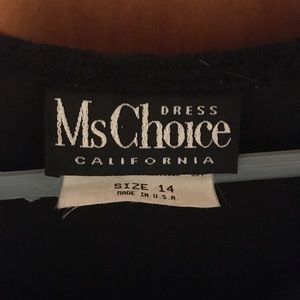 DRESS
Ms Choice
CALIFORNIA
SIZE 14
MADE IN U.S.A.